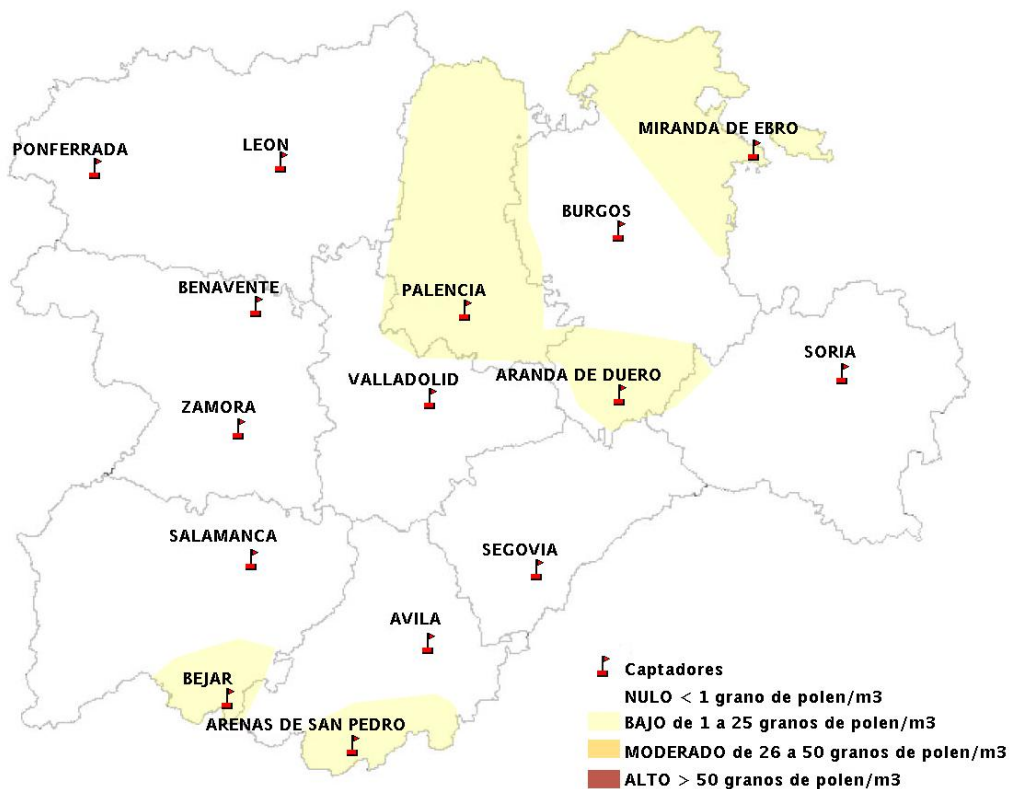 MIRANDA DE EBRO
PONFERRADA
LEON
BURGOS
BENAVENTE
PALENCIA
SORIA
VALLADOLID
ARANDA DE DUERO
ZAMORA
SALAMANCA
SEGOVIA
AVILA
BEJAR
ARENAS DE SAN PEDRO
Captadores
NULO < 1 grano de polen/m3
BAJO de 1 a 25 granos de polen/m3
MODERADO de 26 a 50 granos de polen/m3
ALTO > 50 granos de polen/m3